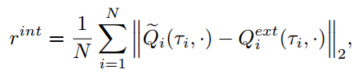 r^{int} = \frac{1}{N} \sum_{i=1}^{N} \left\| \widetilde{Q}_i(\tau_i, \cdot) - Q_i^{ext}(\tau_i, \cdot) \right\|_2,